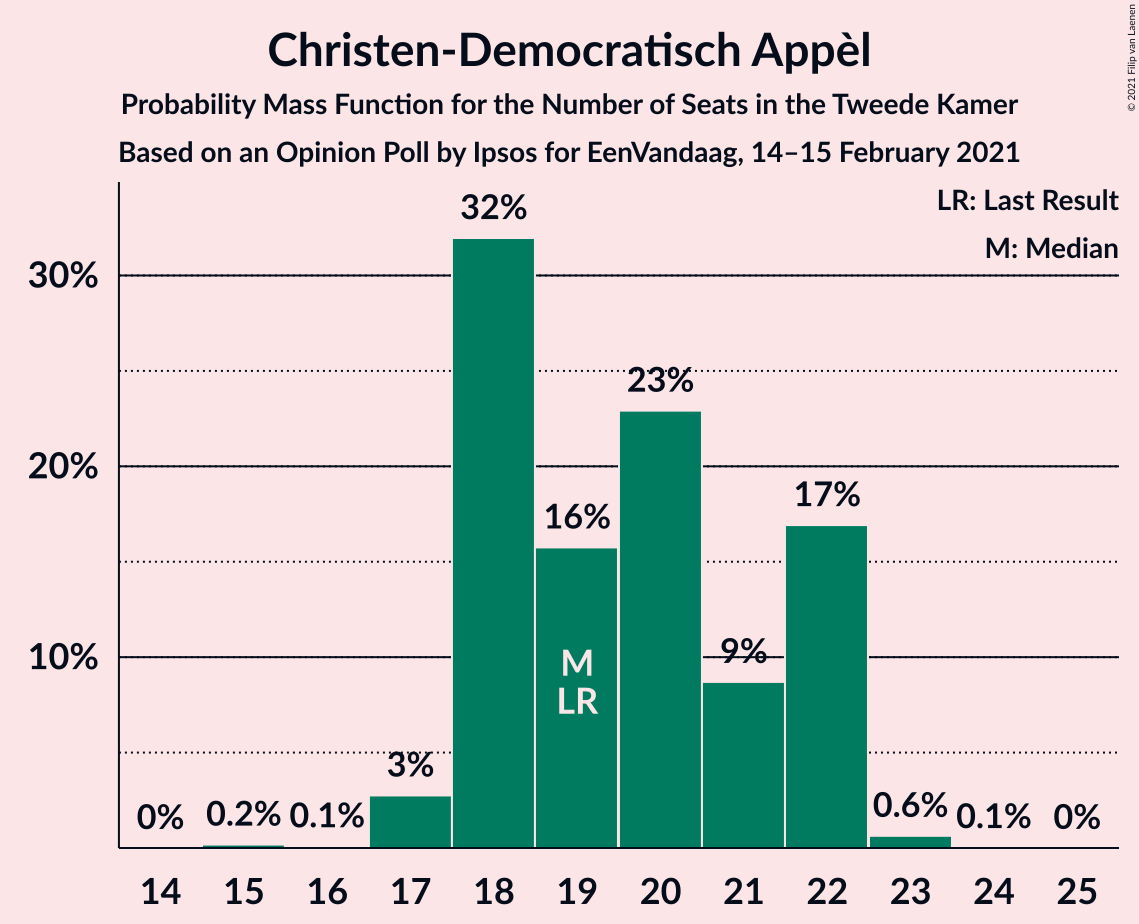 Christen-Democratisch Appèl
Probability Mass Function for the Number of Seats in the Tweede Kamer
Based on an Opinion Poll by Ipsos for EenVandaag, 14–15 February 2021
© 2021 Filip van Laenen
LR: Last Result
M: Median
32%
30%
23%
20%
17%
16%
10%
9%
M
LR
3%
0%
0.2%
0.1%
0.6%
0.1%
0%
14 15 16 17 18 19 20 21 22 23 24 25